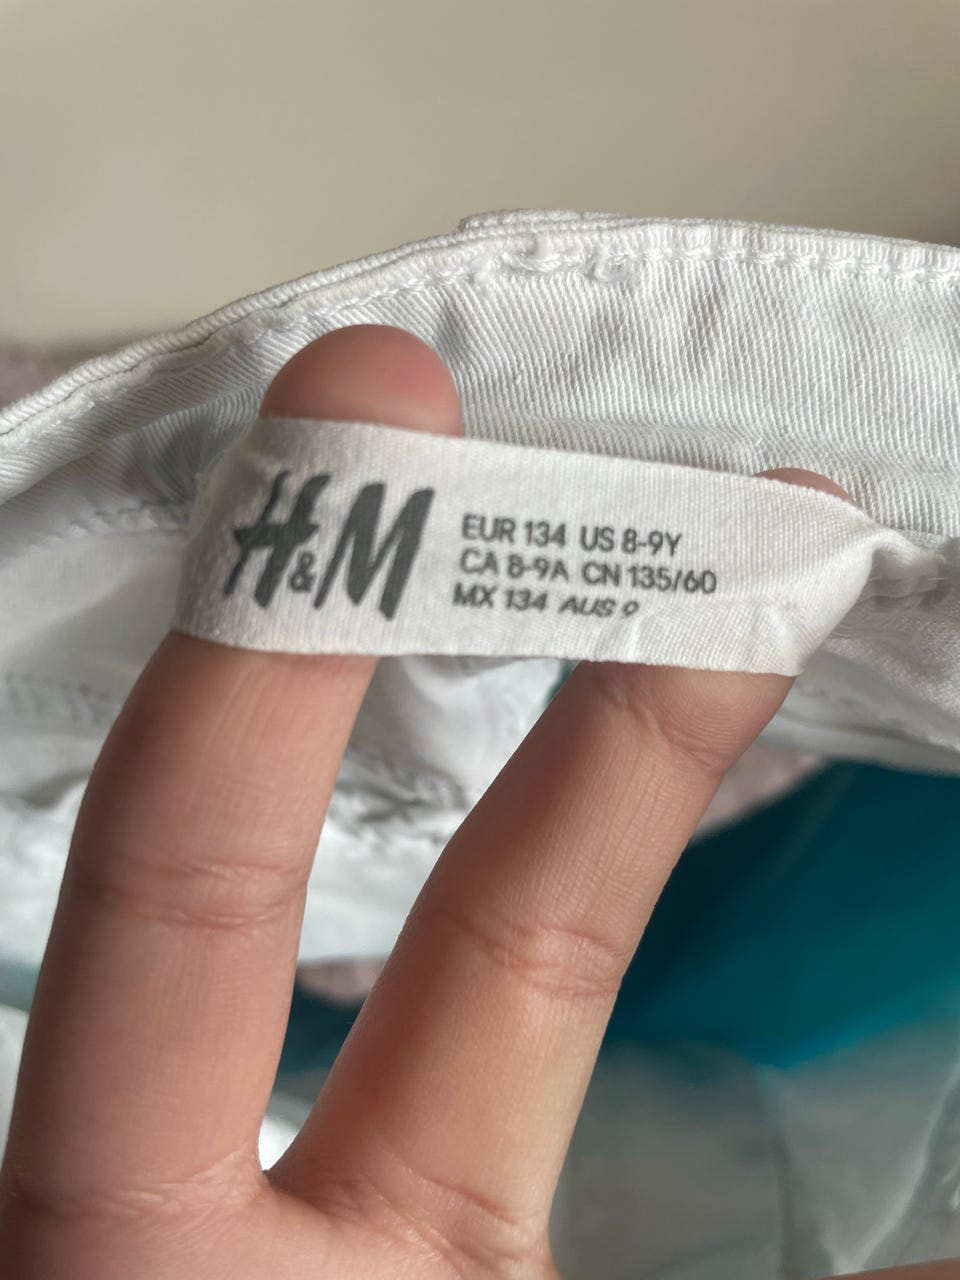 H&M
EUR 134 US 8-9Y
CA 8-9A CN 135/60
MX 134 AUS 9